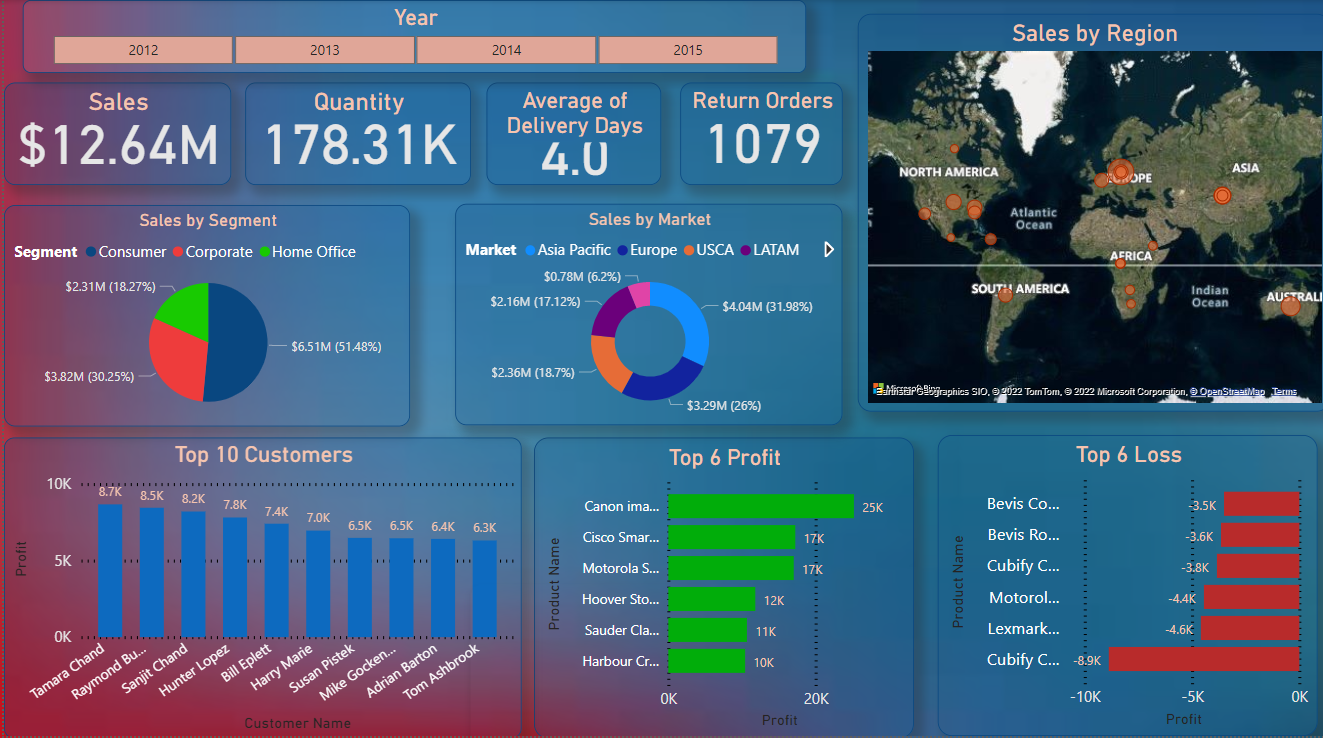 Year
2012 2013 2014 2015
Sales
$12.64M
Quantity
178.31K
Average of
Delivery Days
4.0
Return Orders
1079
Sales by Region
NORTH AMERICA
EUROPE
ASIA
Atlantic
Ocean
AFRICA
SOUTH AMERICA
Indian
Ocean
AUSTRALI
Microsoft Bing
Earthstar Geographics SIO, © 2022 TomTom, © 2022 Microsoft Corporation, © OpenStreetMap Terms
Sales by Segment
Segment Consumer Corporate Home Office
$2.31M (18.27%)
$6.51M (51.48%)
$3.82M (30.25%)
Sales by Market
Market Asia Pacific Europe USCA LATAM
$0.78M (6.2%)
$2.16M (17.12%)
$4.04M (31.98%)
$2.36M (18.7%)
$3.29M (26%)
Top 10 Customers
Profit
10K
5K
0K
8.7K 8.5K 8.2K 7.8K 7.4K 7.0K 6.5K 6.5K 6.4K 6.3K
Tamara Chand
Raymond Bu...
Sanjit Chand
Hunter Lopez
Bill Eplett
Harry Marie
Susan Pistek
Mike Gocken...
Adrian Barton
Tom Ashbrook
Customer Name
Top 6 Profit
Product Name
Canon ima... 25K
Cisco Smar... 17K
Motorola S... 17K
Hoover Sto... 12K
Sauder Cla... 11K
Harbour Cr... 10K
0K 20K
Profit
Top 6 Loss
Product Name
Bevis Co... -3.5K
Bevis Ro... -3.6K
Cubify C... -3.8K
Motorol... -4.4K
Lexmark... -4.6K
Cubify C... -8.9K
-10K -5K 0K
Profit